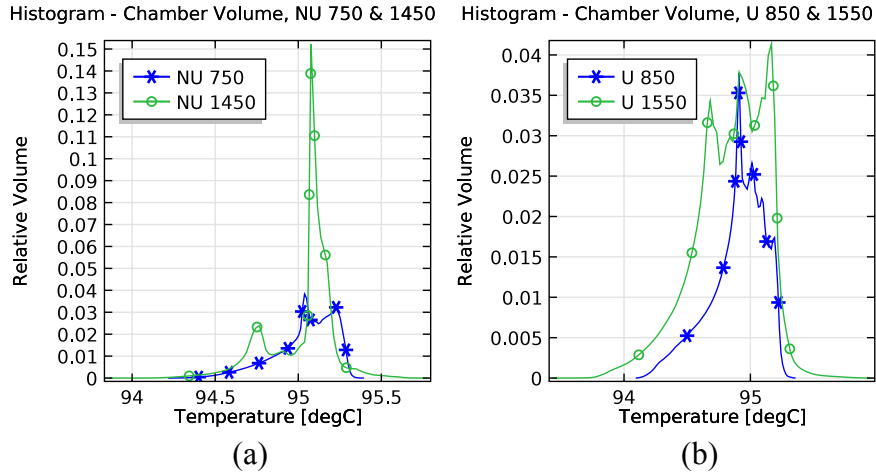 Histogram - Chamber Volume, NU 750 & 1450
0.15
0.14
0.13
0.12
0.11
0.1
0.09
0.08
0.07
0.06
0.05
0.04
0.03
0.02
0.01
0
Relative Volume
NU 750
NU 1450
94
94.5
95
95.5
Temperature [degC]
(a)
Histogram - Chamber Volume, U 850 & 1550
0.04
0.035
0.03
0.025
0.02
0.015
0.01
0.005
0
Relative Volume
U 850
U 1550
94
95
Temperature [degC]
(b)